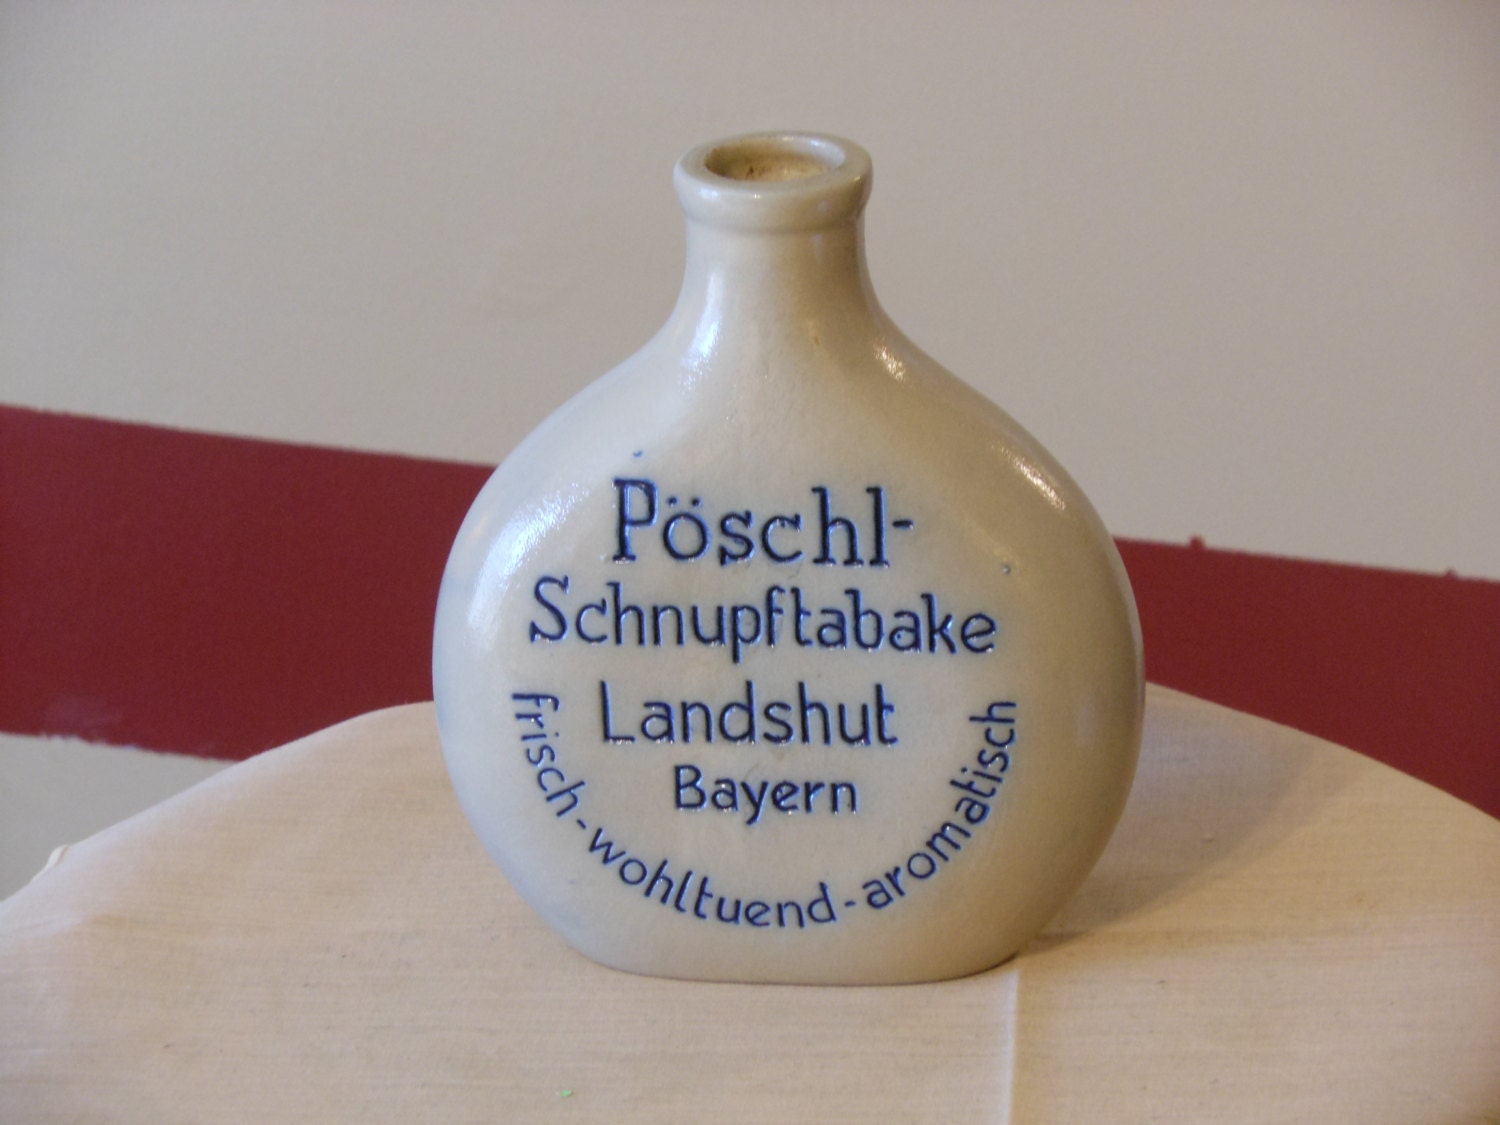 Pöschl-
Schnupftabake
Landshut
Bayern
frisch-wohltuend-aromatisch